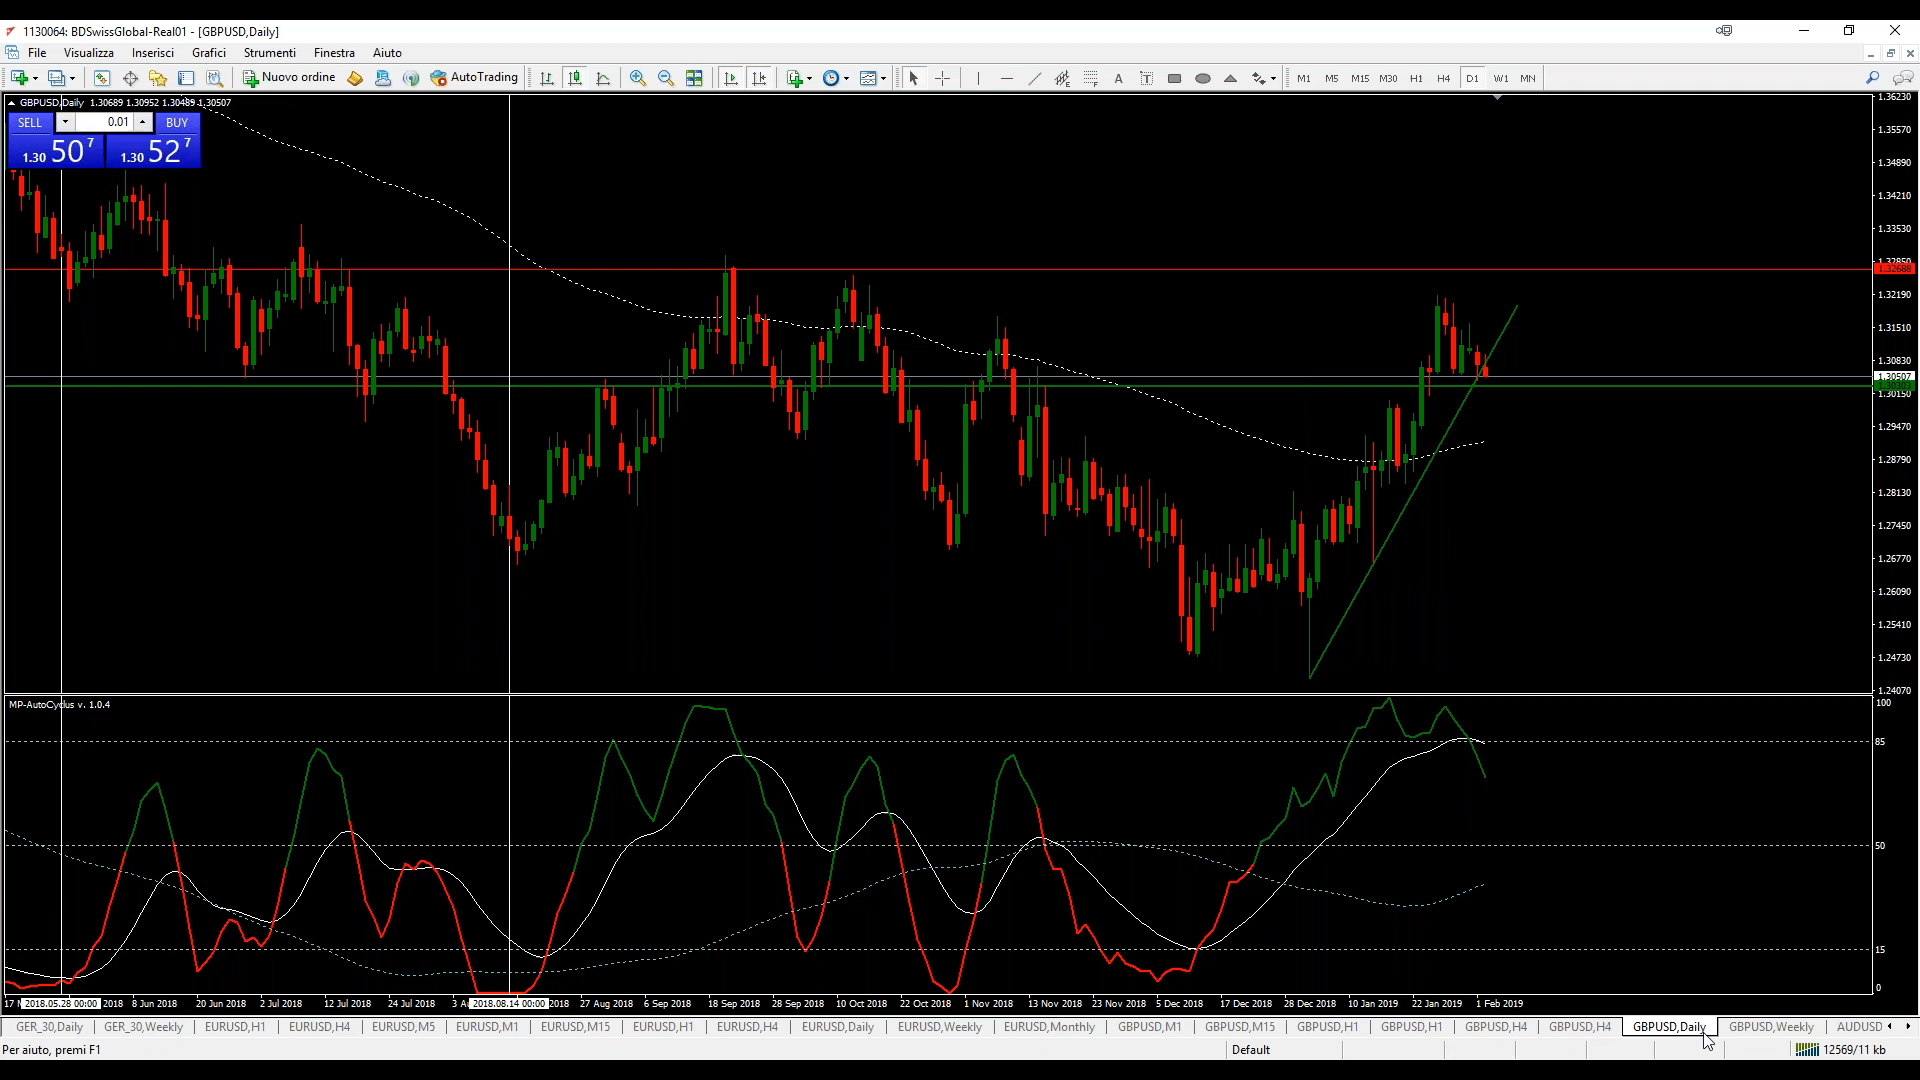 1130064: BDSwissGlobal-Real01 - [GBPUSD,Daily]
File Visualizza Inserisci Grafici Strumenti Finestra Aiuto
Nuovo ordine AutoTrading A T M1 M5 M15 M30 H1 H4 D1 W1 MN
GBPUSD,Daily 1.30689 1.30952 1.30489 1.30507
SELL 0.01 BUY
1.30 50 7 1.30 52 7
1.36230
1.35570
1.34890
1.34210
1.33530
1.32850
1.32688
1.32190
1.31510
1.30830
1.30507
1.30150
1.29470
1.28790
1.28130
1.27450
1.26770
1.26090
1.25410
1.24730
1.24070
MP-AutoCyclus v. 1.0.4
100
85
50
15
0
2018.05.28 00:00 2018 8 Jun 2018 20 Jun 2018 2 Jul 2018 12 Jul 2018 24 Jul 2018 2018.08.14 00:00 2018 27 Aug 2018 6 Sep 2018 18 Sep 2018 28 Sep 2018 10 Oct 2018 22 Oct 2018 1 Nov 2018 13 Nov 2018 23 Nov 2018 5 Dec 2018 17 Dec 2018 28 Dec 2018 10 Jan 2019 22 Jan 2019 1 Feb 2019
GER_30,Daily GER_30,Weekly EURUSD,H1 EURUSD,H4 EURUSD,M5 EURUSD,M1 EURUSD,M15 EURUSD,H1 EURUSD,H4 EURUSD,Daily EURUSD,Weekly EURUSD,Monthly GBPUSD,M1 GBPUSD,M15 GBPUSD,H1 GBPUSD,H1 GBPUSD,H4 GBPUSD,H4 GBPUSD,Daily GBPUSD,Weekly AUDUSD
Per aiuto, premi F1 Default 12569/11 kb